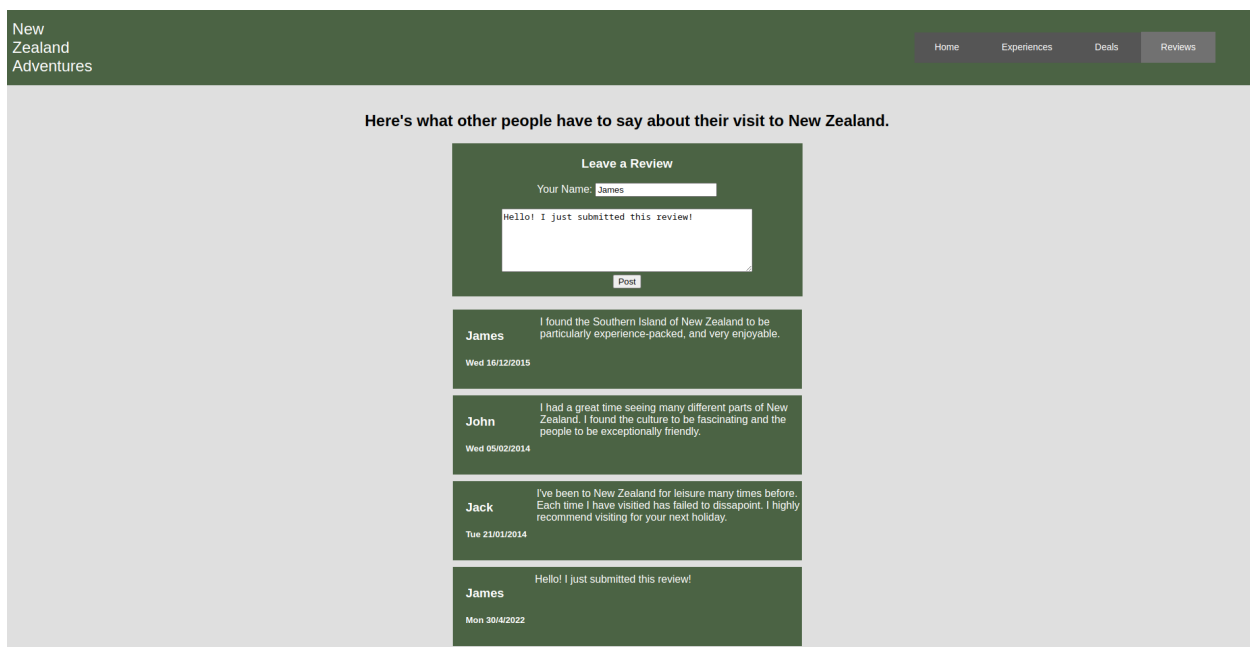 New
Zealand
Adventures
Home Experiences Deals Reviews
Here's what other people have to say about their visit to New Zealand.
Leave a Review
Your Name: James
Hello! I just submitted this review!
Post
James
Wed 16/12/2015
I found the Southern Island of New Zealand to be
particularly experience-packed, and very enjoyable.
John
Wed 05/02/2014
I had a great time seeing many different parts of New
Zealand. I found the culture to be fascinating and the
people to be exceptionally friendly.
Jack
Tue 21/01/2014
I've been to New Zealand for leisure many times before.
Each time I have visitied has failed to dissapoint. I highly
recommend visiting for your next holiday.
James
Mon 30/4/2022
Hello! I just submitted this review!